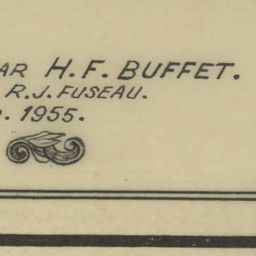 AR H.F. BUFFET.
R.J. FUSEAU.
1955.